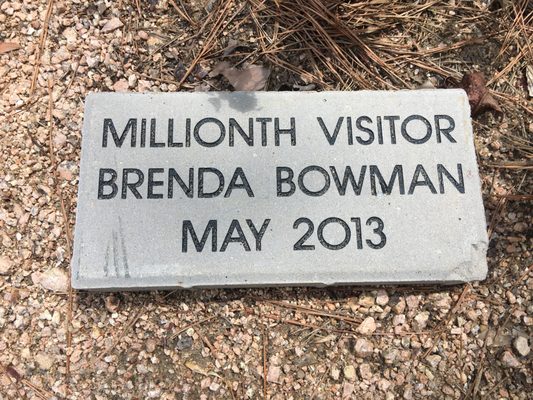 MILLIONTH VISITOR
BRENDA BOWMAN
MAY 2013